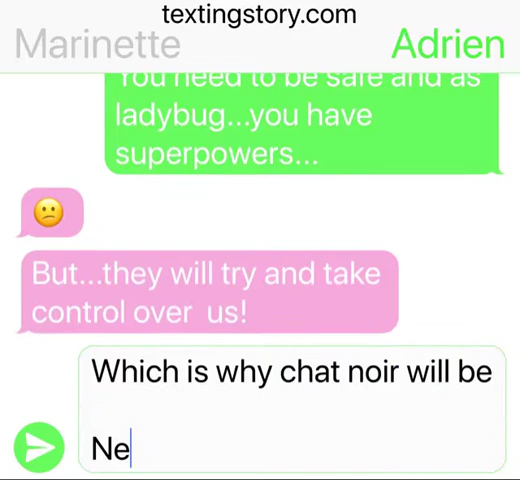 textingstory.com
Marinette
Adrien
You need to be safe and as
ladybug...you have
superpowers...
But...they will try and take
control over us!
Which is why chat noir will be
Ne